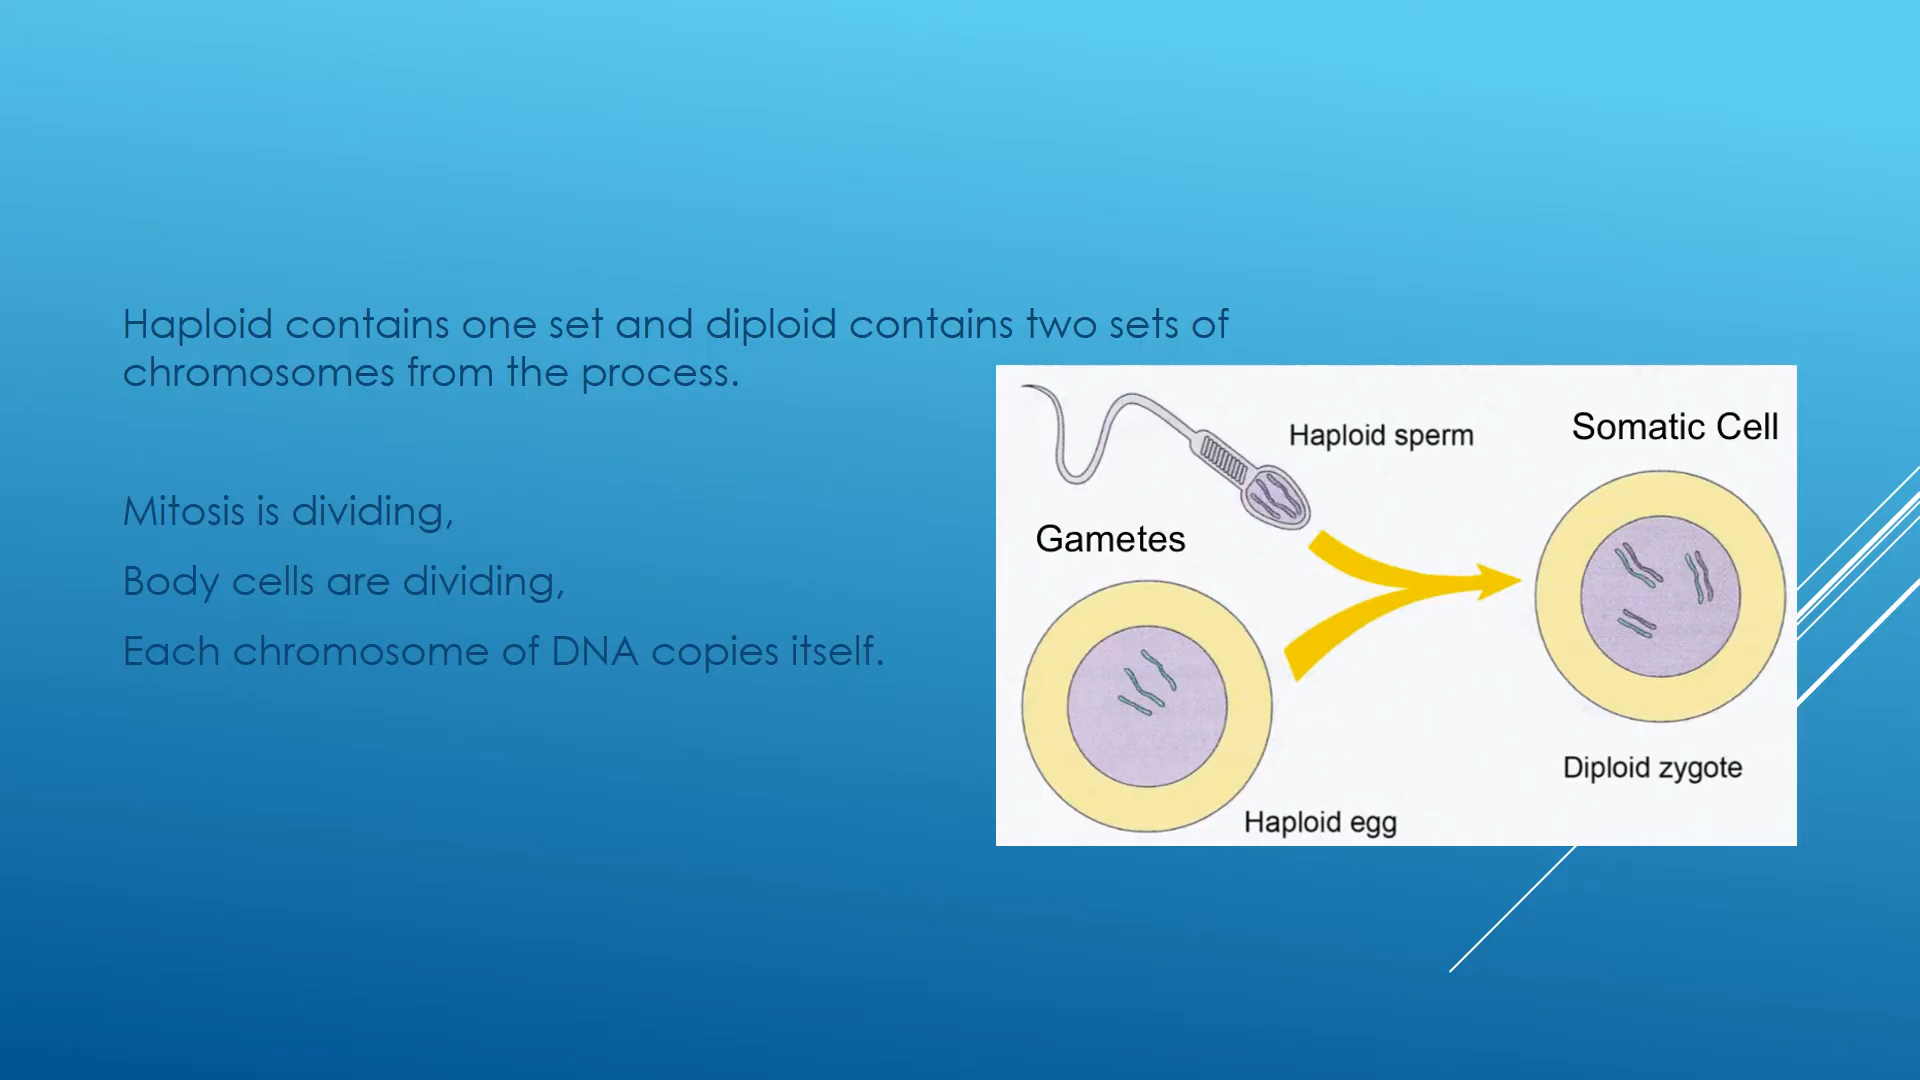 Haploid contains one set and diploid contains two sets of
chromosomes from the process.
Mitosis is dividing,
Body cells are dividing,
Each chromosome of DNA copies itself.
Haploid sperm
Somatic Cell
Gametes
Diploid zygote
Haploid egg